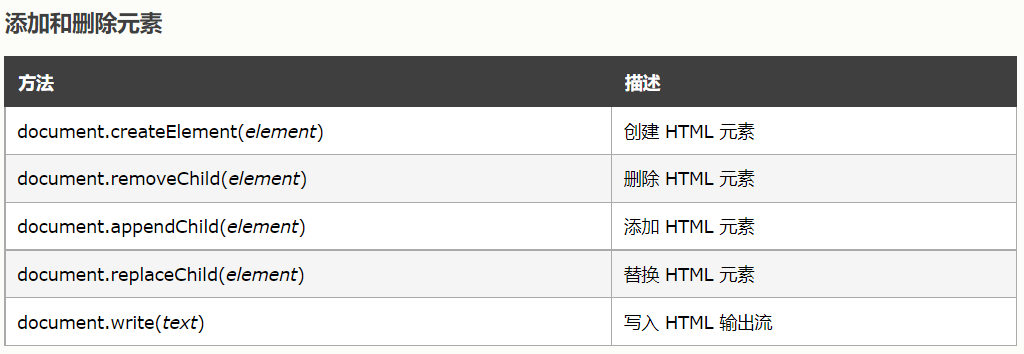 添加和删除元素
方法 描述
document.createElement(element) 创建 HTML 元素
document.removeChild(element) 删除 HTML 元素
document.appendChild(element) 添加 HTML 元素
document.replaceChild(element) 替换 HTML 元素
document.write(text) 写入 HTML 输出流